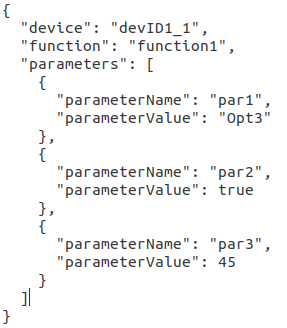 {
  "device": "devID1_1",
  "function": "function1",
  "parameters": [
    {
      "parameterName": "par1",
      "parameterValue": "Opt3"
    },
    {
      "parameterName": "par2",
      "parameterValue": true
    },
    {
      "parameterName": "par3",
      "parameterValue": 45
    }
  ]
}